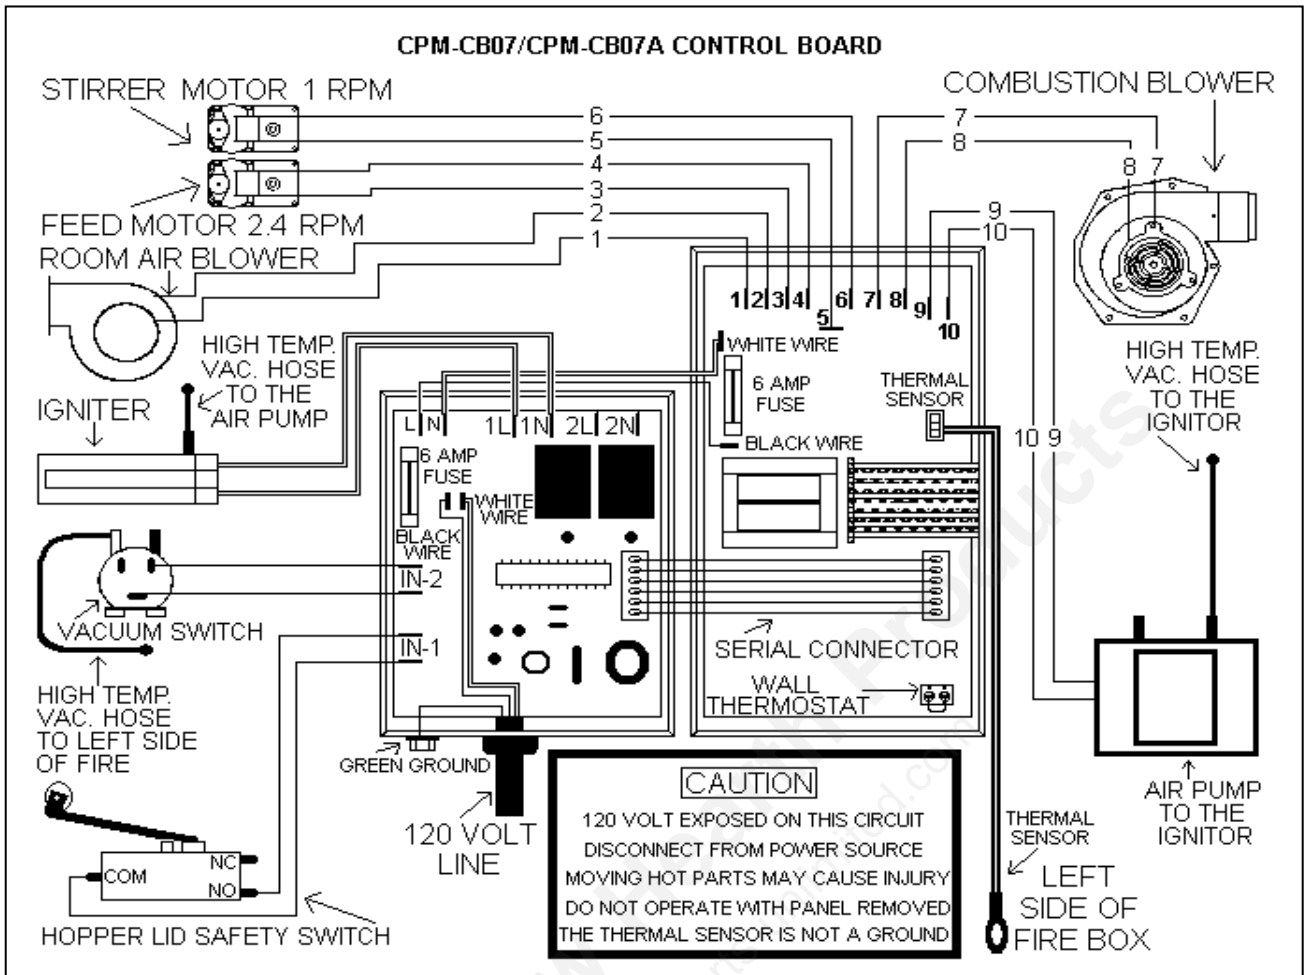 CPM-CB07/CPM-CB07A CONTROL BOARD
STIRRER MOTOR 1 RPM
COMBUSTION BLOWER
6
5
4
3
2
1
7
8
8 7
9
10
FEED MOTOR 2.4 RPM
ROOM AIR BLOWER
1 2 3 4 5 6 7 8 9 10
HIGH TEMP.
VAC. HOSE
TO THE
AIR PUMP
IGNITER
WHITE WIRE
6 AMP
FUSE
THERMAL
SENSOR
BLACK WIRE
HIGH TEMP.
VAC. HOSE
TO THE
IGNITOR
10 9
L N 1L 1N 2L 2N
6 AMP
FUSE
WHITE
WIRE
BLACK
WIRE
IN-2
IN-1
VACUUM SWITCH
HIGH TEMP.
VAC. HOSE
TO LEFT SIDE
OF FIRE
SERIAL CONNECTOR
WALL
THERMOSTAT
GREEN GROUND
120 VOLT
LINE
NC
COM
NO
HOPPER LID SAFETY SWITCH
CAUTION
120 VOLT EXPOSED ON THIS CIRCUIT
DISCONNECT FROM POWER SOURCE
MOVING HOT PARTS MAY CAUSE INJURY
DO NOT OPERATE WITH PANEL REMOVED
THE THERMAL SENSOR IS NOT A GROUND
THERMAL
SENSOR
LEFT
SIDE OF
FIRE BOX
AIR PUMP
TO THE
IGNITOR
Hearth Products